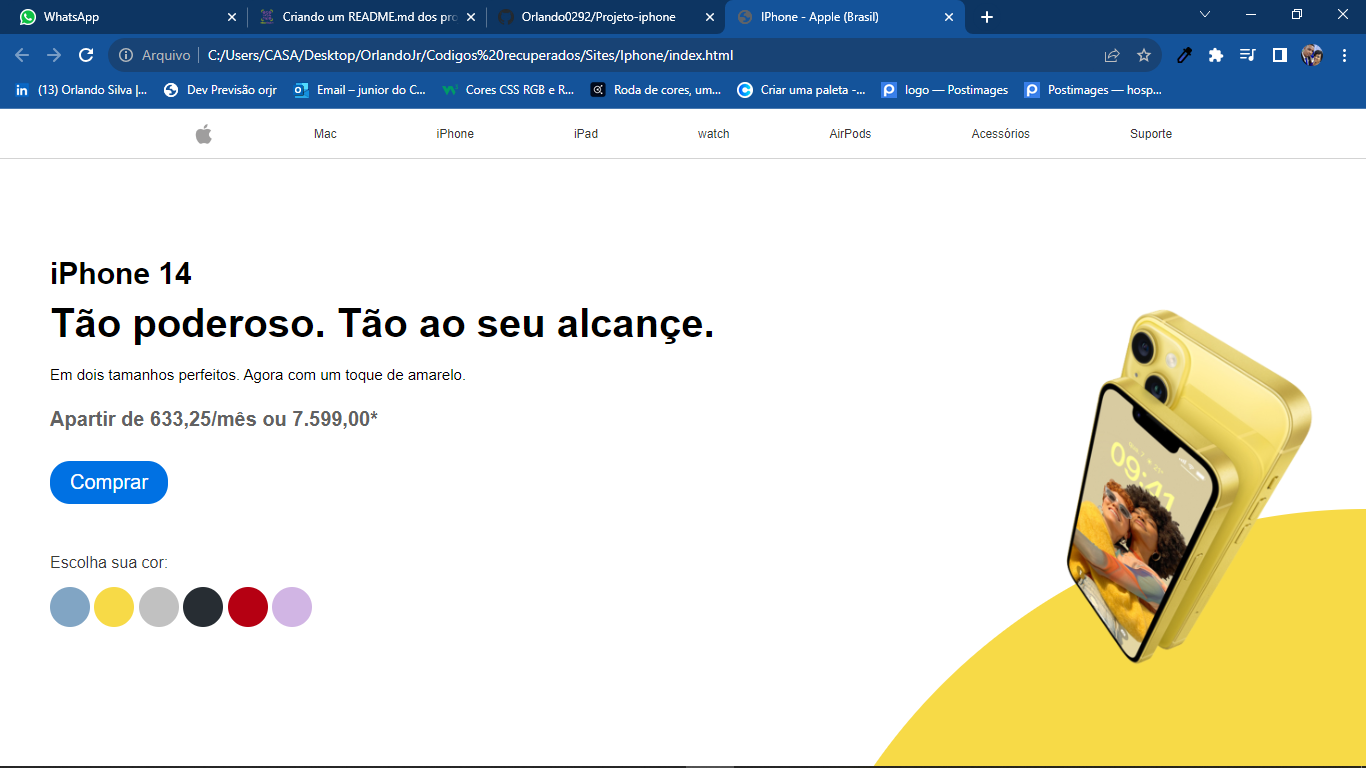 WhatsApp
Criando um README.md dos pro
Orlando0292/Projeto-iphone
IPhone - Apple (Brasil)
Arquivo
C:/Users/CASA/Desktop/OrlandoJr/Codigos%20recuperados/Sites/Iphone/index.html
(13) Orlando Silva |...
Dev Previsão orjr
Email – junior do C...
Cores CSS RGB e R...
Roda de cores, um...
Criar uma paleta -...
logo — Postimages
Postimages — hosp...
Mac
iPhone
iPad
watch
AirPods
Acessórios
Suporte
iPhone 14
Tão poderoso. Tão ao seu alcance.
Em dois tamanhos perfeitos. Agora com um toque de amarelo.
Apartir de 633,25/mês ou 7.599,00*
Comprar
Escolha sua cor:
09:41